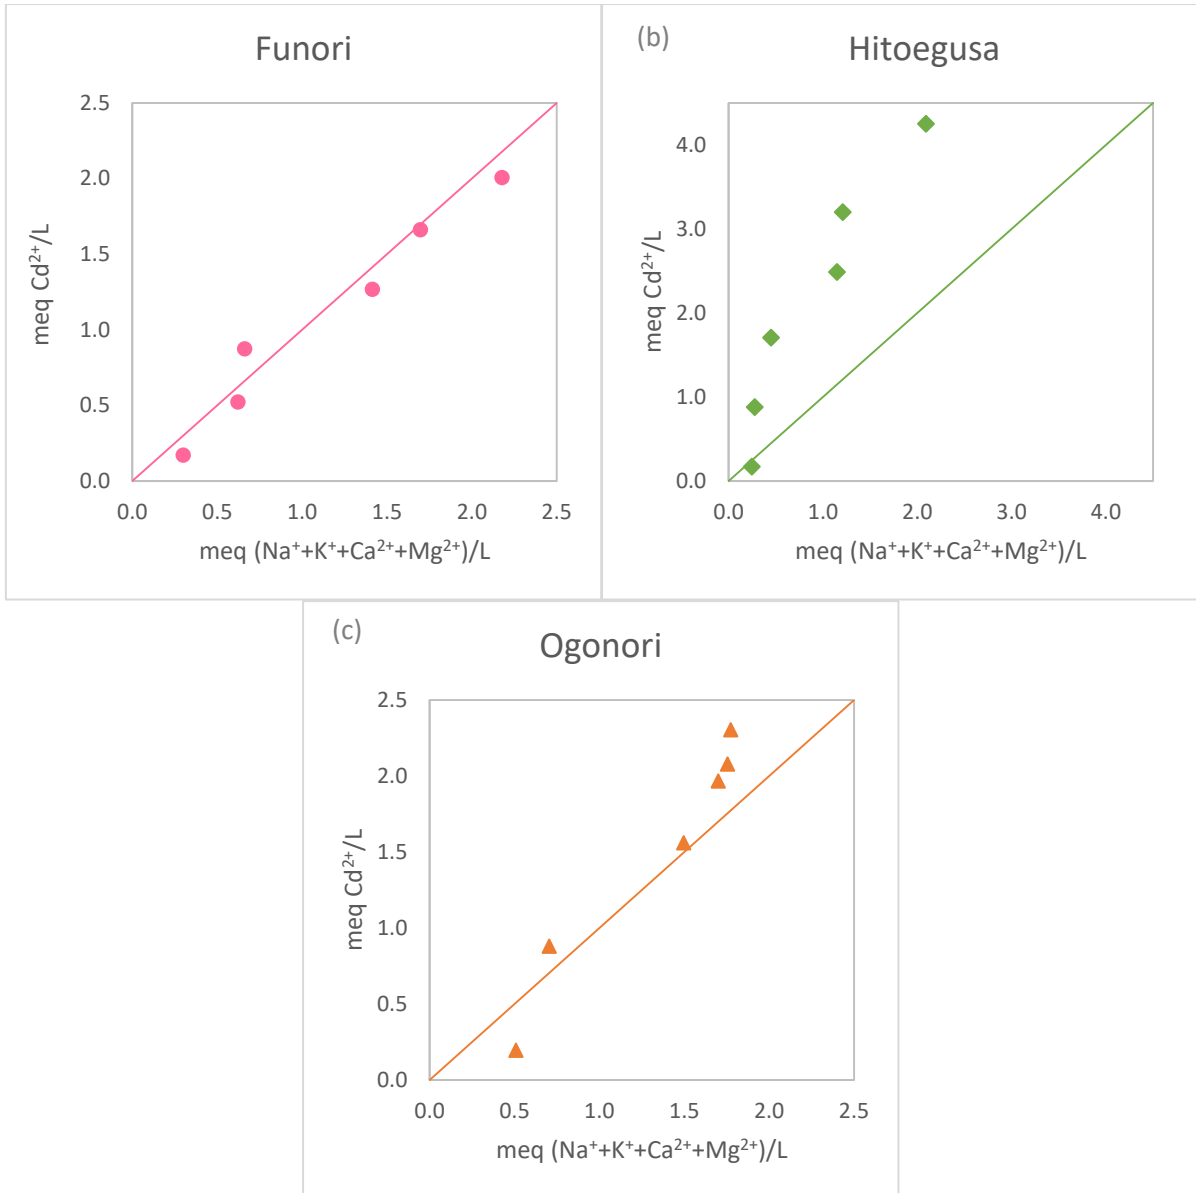 Funori
2.5
2.0
1.5
1.0
0.5
0.0
meq Cd²⁺/L
0.0 0.5 1.0 1.5 2.0 2.5
meq (Na⁺+K⁺+Ca²⁺+Mg²⁺)/L
(b)
Hitoegusa
4.0
3.0
2.0
1.0
0.0
meq Cd²⁺/L
0.0 1.0 2.0 3.0 4.0
meq (Na⁺+K⁺+Ca²⁺+Mg²⁺)/L
(c)
Ogonori
2.5
2.0
1.5
1.0
0.5
0.0
meq Cd²⁺/L
0.0 0.5 1.0 1.5 2.0 2.5
meq (Na⁺+K⁺+Ca²⁺+Mg²⁺)/L